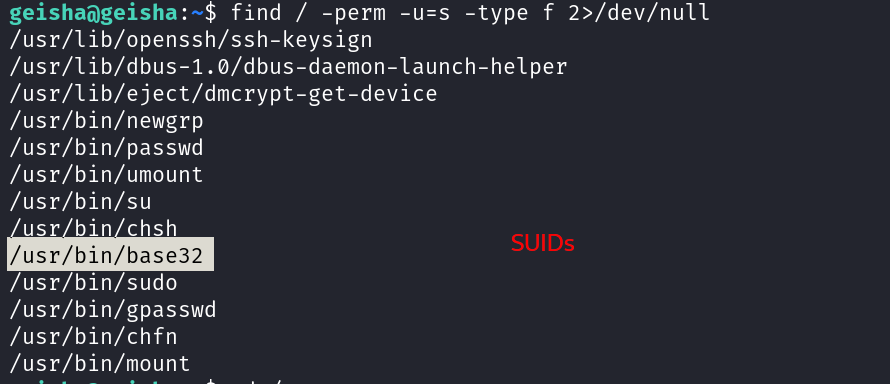 geisha@geisha:~$ find / -perm -u=s -type f 2>/dev/null
/usr/lib/openssh/ssh-keysign
/usr/lib/dbus-1.0/dbus-daemon-launch-helper
/usr/lib/eject/dmcrypt-get-device
/usr/bin/newgrp
/usr/bin/passwd
/usr/bin/umount
/usr/bin/su
/usr/bin/chsh
SUIDs
/usr/bin/base32
/usr/bin/sudo
/usr/bin/gpasswd
/usr/bin/chfn
/usr/bin/mount